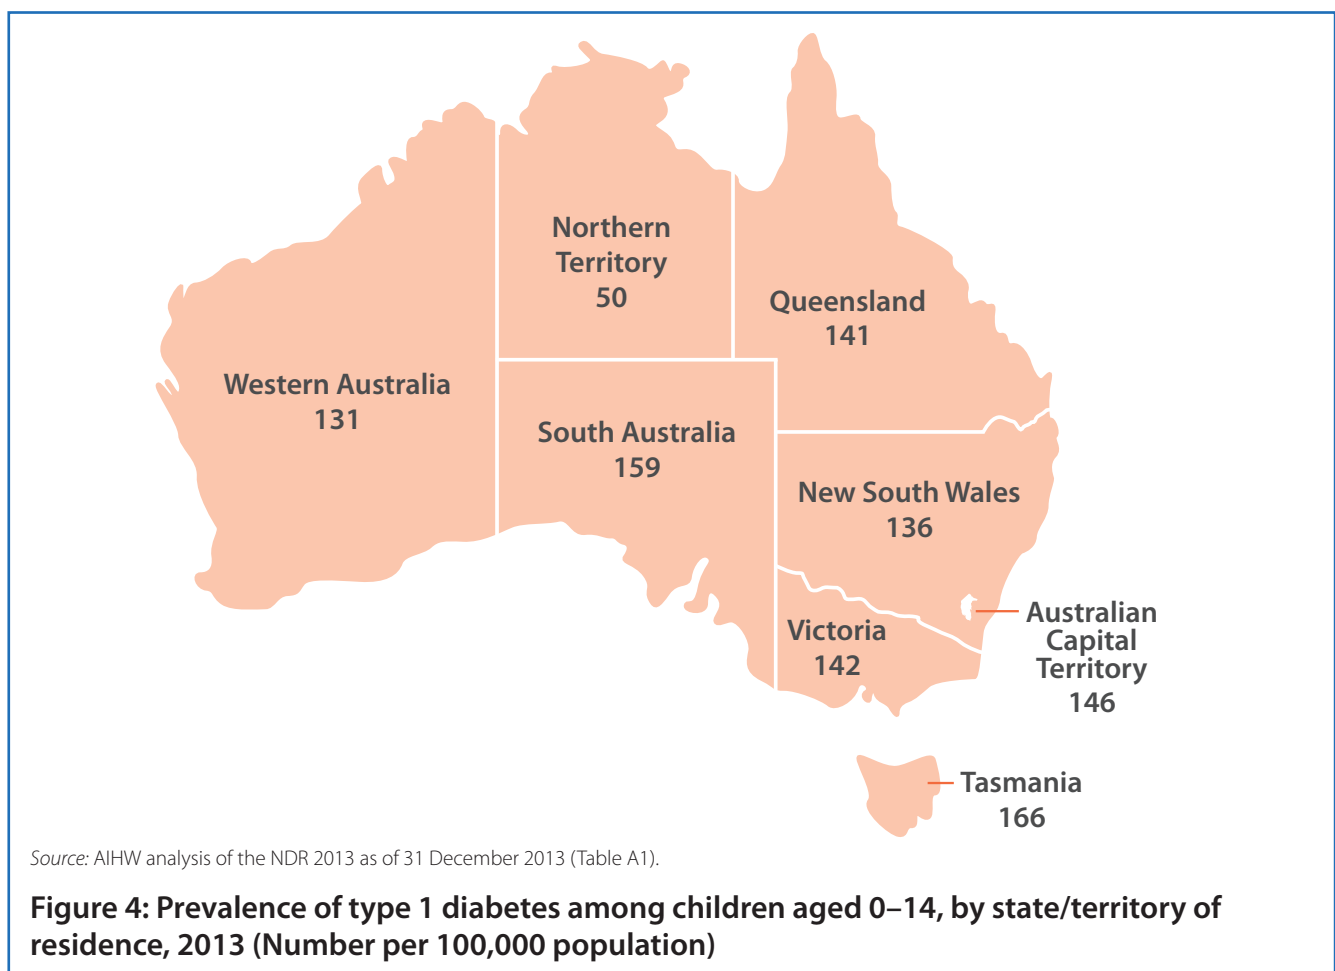 Northern
Territory
50
Queensland
141
Western Australia
131
South Australia
159
New South Wales
136
Victoria
142
Australian
Capital
Territory
146
Tasmania
166
Source: AIHW analysis of the NDR 2013 as of 31 December 2013 (Table A1).
Figure 4: Prevalence of type 1 diabetes among children aged 0–14, by state/territory of
residence, 2013 (Number per 100,000 population)